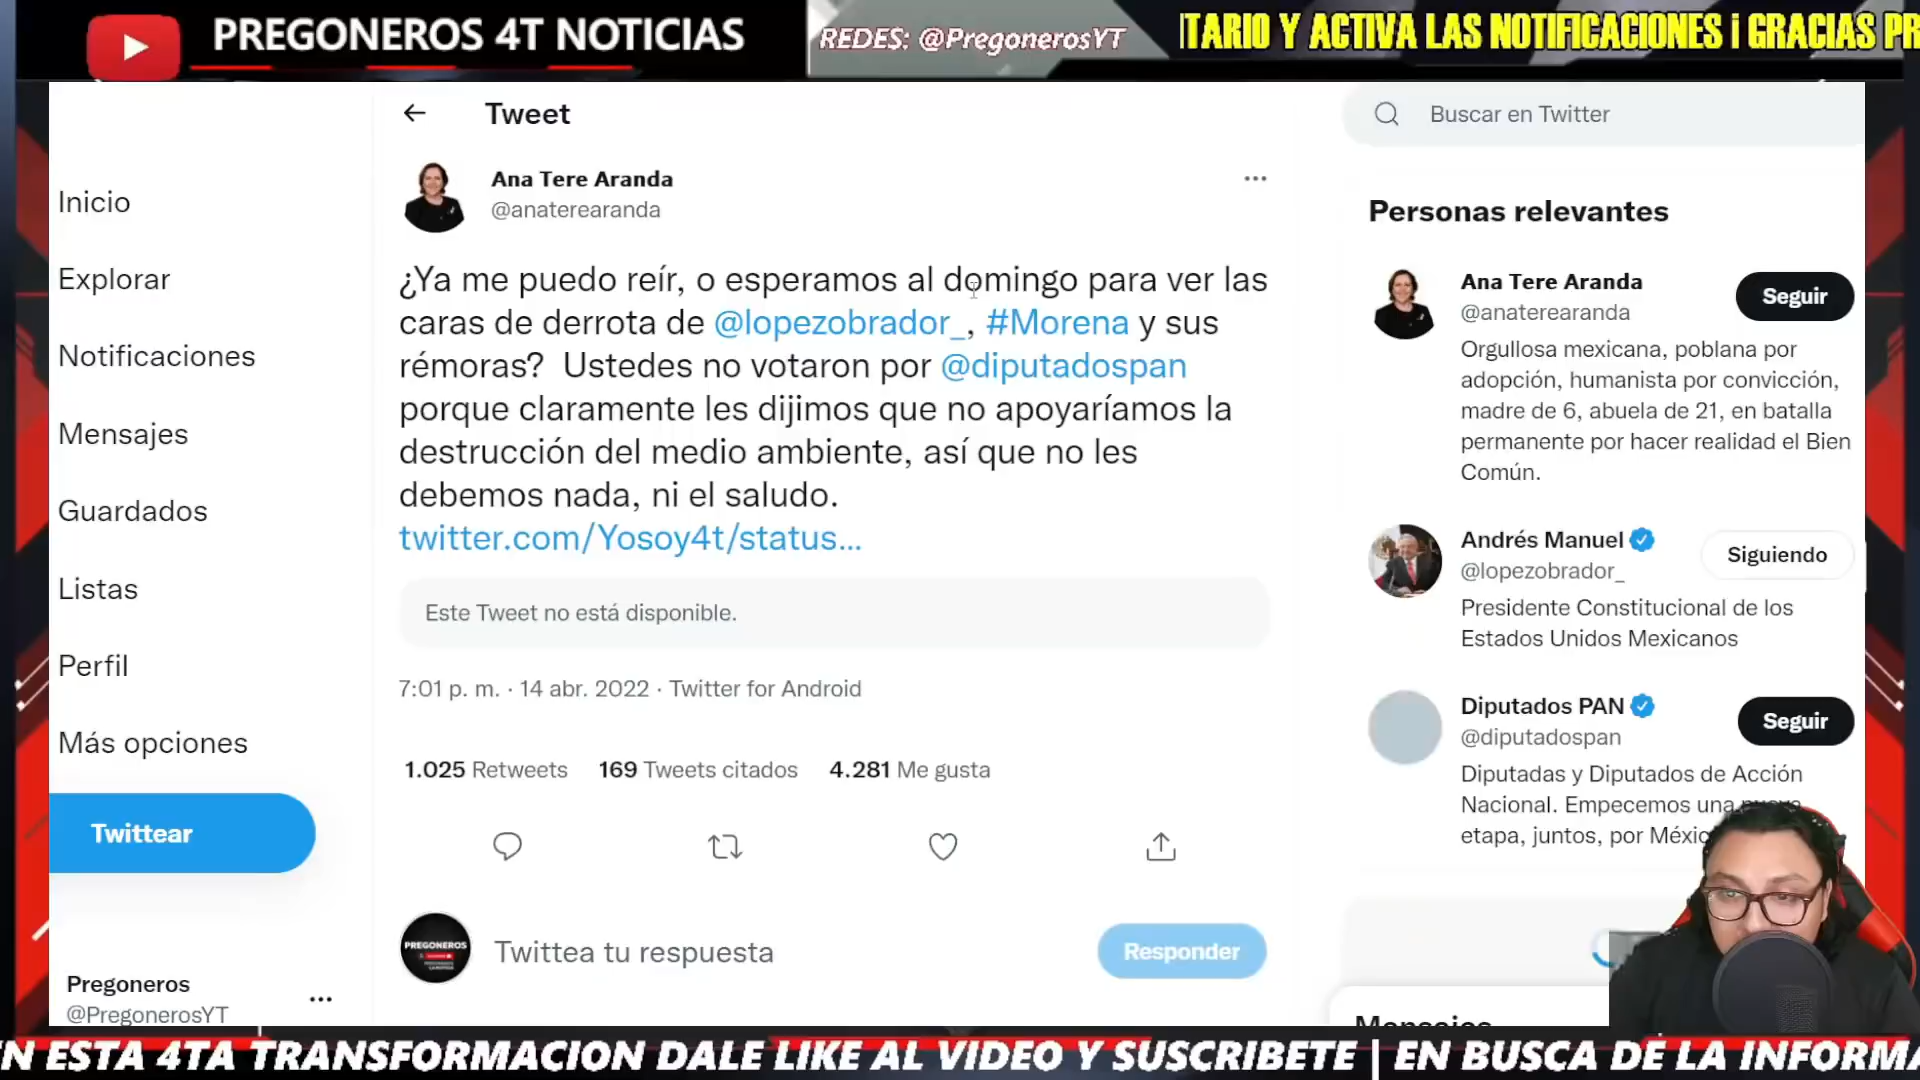 PREGONEROS 4T NOTICIAS
REDES: @PregonerosYT
ITARIO Y ACTIVA LAS NOTIFICACIONES ¡ GRACIAS PR
Inicio
Explorar
Notificaciones
Mensajes
Guardados
Listas
Perfil
Más opciones
Twittear
Pregoneros
@PregonerosYT
Tweet
Ana Tere Aranda
@anaterearanda
¿Ya me puedo reír, o esperamos al domingo para ver las
caras de derrota de @lopezobrador_, #Morena y sus
rémoras?  Ustedes no votaron por @diputadospan
porque claramente les dijimos que no apoyaríamos la
destrucción del medio ambiente, así que no les
debemos nada, ni el saludo.
twitter.com/Yosoy4t/status...
Este Tweet no está disponible.
7:01 p. m. · 14 abr. 2022 · Twitter for Android
1.025 Retweets 169 Tweets citados 4.281 Me gusta
PREGONEROS
Twittea tu respuesta
Responder
Buscar en Twitter
Personas relevantes
Ana Tere Aranda
@anaterearanda
Seguir
Orgullosa mexicana, poblana por
adopción, humanista por convicción,
madre de 6, abuela de 21, en batalla
permanente por hacer realidad el Bien
Común.
Andrés Manuel
@lopezobrador_
Siguiendo
Presidente Constitucional de los
Estados Unidos Mexicanos
Diputados PAN
@diputadospan
Seguir
Diputadas y Diputados de Acción
Nacional. Empecemos una nueva
etapa, juntos, por Méxic
Mensajes
N ESTA 4TA TRANSFORMACION DALE LIKE AL VIDEO Y SUSCRIBETE | EN BUSCA DE LA INFORMA